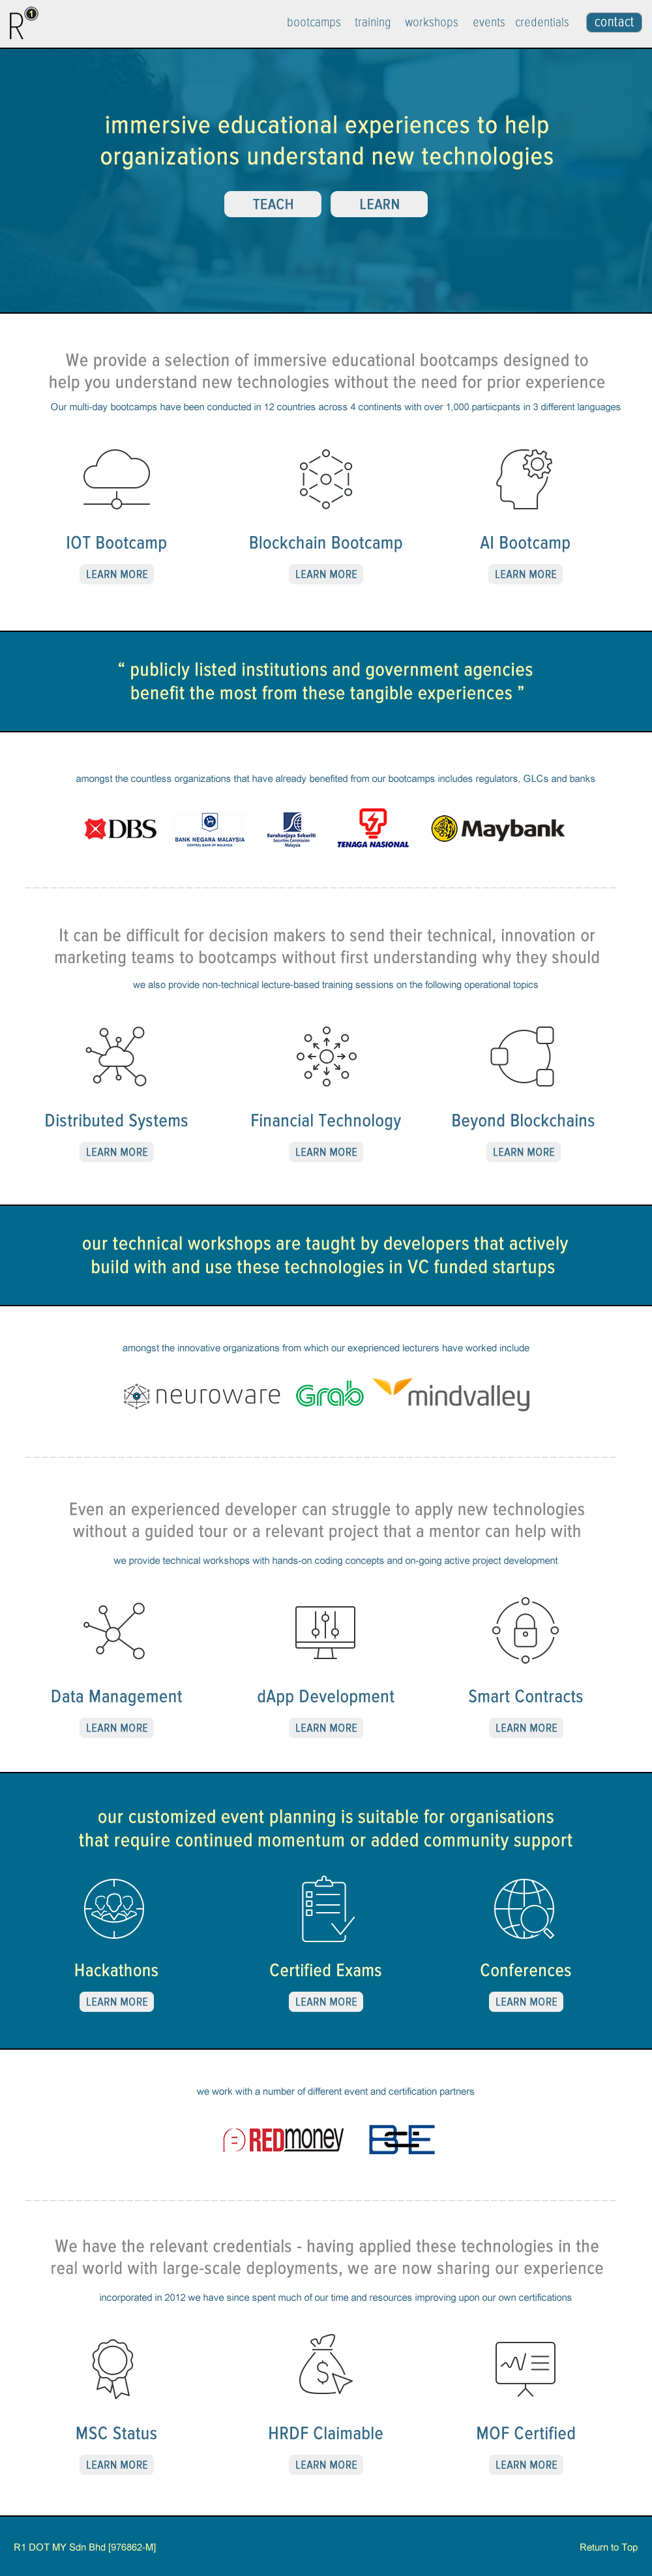 R 1
bootcamps training workshops events credentials contact
immersive educational experiences to help
organizations understand new technologies
TEACH LEARN
We provide a selection of immersive educational bootcamps designed to
help you understand new technologies without the need for prior experience
Our multi-day bootcamps have been conducted in 12 countries across 4 continents with over 1,000 partiicpants in 3 different languages
IOT Bootcamp Blockchain Bootcamp AI Bootcamp
LEARN MORE LEARN MORE LEARN MORE
“ publicly listed institutions and government agencies
benefit the most from these tangible experiences ”
amongst the countless organizations that have already benefited from our bootcamps includes regulators, GLCs and banks
DBS
BANK NEGARA MALAYSIA
CENTRAL BANK OF MALAYSIA
Suruhanjaya Sekuriti
Securities Commission
Malaysia
TENAGA NASIONAL
Maybank
It can be difficult for decision makers to send their technical, innovation or
marketing teams to bootcamps without first understanding why they should
we also provide non-technical lecture-based training sessions on the following operational topics
Distributed Systems Financial Technology Beyond Blockchains
LEARN MORE LEARN MORE LEARN MORE
our technical workshops are taught by developers that actively
build with and use these technologies in VC funded startups
amongst the innovative organizations from which our exeprienced lecturers have worked include
neuroware Grab mindvalley
Even an experienced developer can struggle to apply new technologies
without a guided tour or a relevant project that a mentor can help with
we provide technical workshops with hands-on coding concepts and on-going active project development
Data Management dApp Development Smart Contracts
LEARN MORE LEARN MORE LEARN MORE
our customized event planning is suitable for organisations
that require continued momentum or added community support
Hackathons Certified Exams Conferences
LEARN MORE LEARN MORE LEARN MORE
we work with a number of different event and certification partners
REDmoney BE
We have the relevant credentials - having applied these technologies in the
real world with large-scale deployments, we are now sharing our experience
incorporated in 2012 we have since spent much of our time and resources improving upon our own certifications
MSC Status HRDF Claimable MOF Certified
LEARN MORE LEARN MORE LEARN MORE
R1 DOT MY Sdn Bhd [976862-M] Return to Top